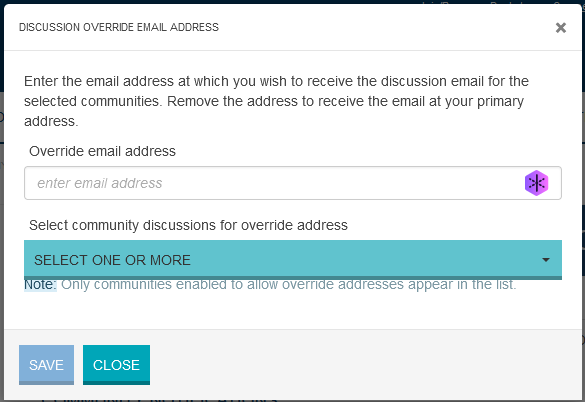 DISCUSSION OVERRIDE EMAIL ADDRESS
Enter the email address at which you wish to receive the discussion email for the
selected communities. Remove the address to receive the email at your primary
address.
Override email address
enter email address
Select community discussions for override address
SELECT ONE OR MORE
Note: Only communities enabled to allow override addresses appear in the list.
SAVE
CLOSE